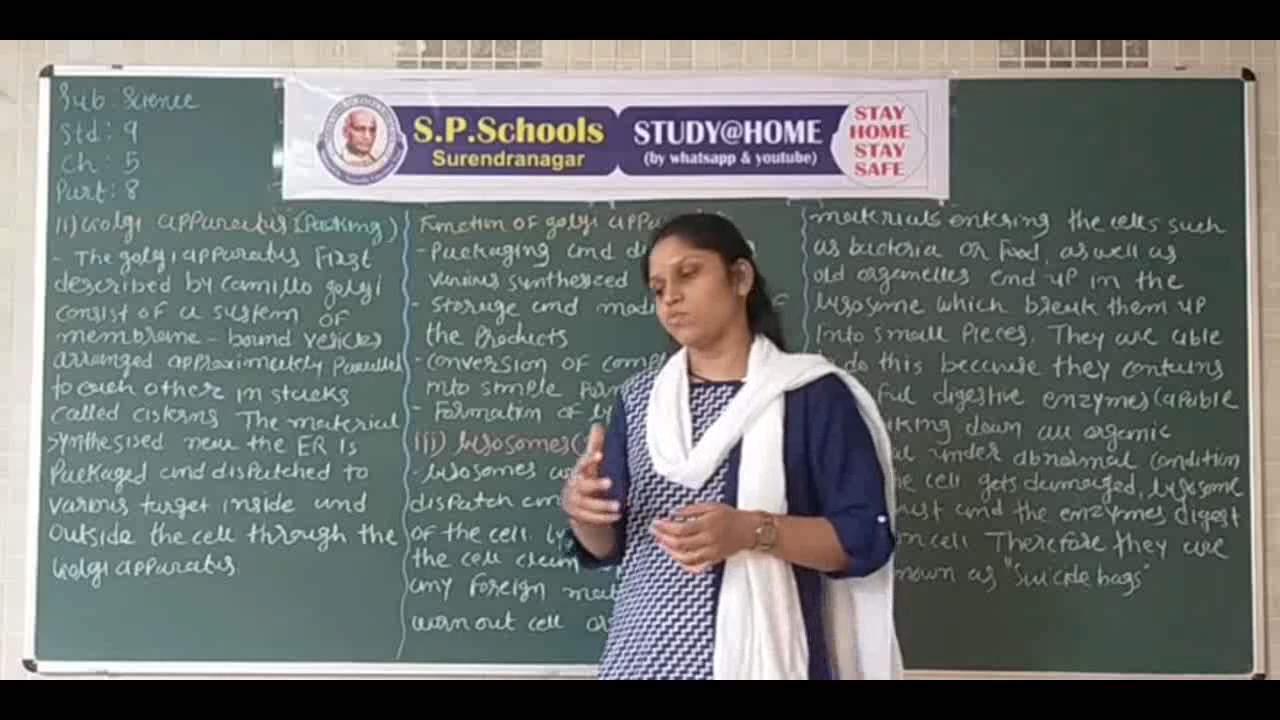 Sub: Science
Std: 9
Ch: 5
Part: 8
S.P.Schools
Surendranagar
STUDY@HOME
(by whatsapp & youtube)
STAY
HOME
STAY
SAFE
ii) Golgi apparatus (Packing)
- The golgi apparatus First
described by Camillo golgi
consist of a system of
membrane-bound vesicles
arranged approximately Parallel
to each other in stacks
called cisterns The material
synthesised near the ER is
Packaged and dispatched to
various target inside and
outside the cell through the
Golgi apparatus
Function of golgi
- Packaging and
various synthesized
- Storage and
the Products
- Conversion of
into simple
- Formation of
iii) Lysosomes
- Lysosomes
dispatch
of the cell.
the cell clean
any foreign
worn out cell
materials entering the cells such
as bacteria or food, as well as
old organelles end up in the
lysosome which break them up
into small pieces. They are able
do this because they contains
digestive enzymes capable
down all organic
under abnormal condition
cell gets damaged, lysosome
and the enzymes digest
cell Therefore they are
as "suicide bags"